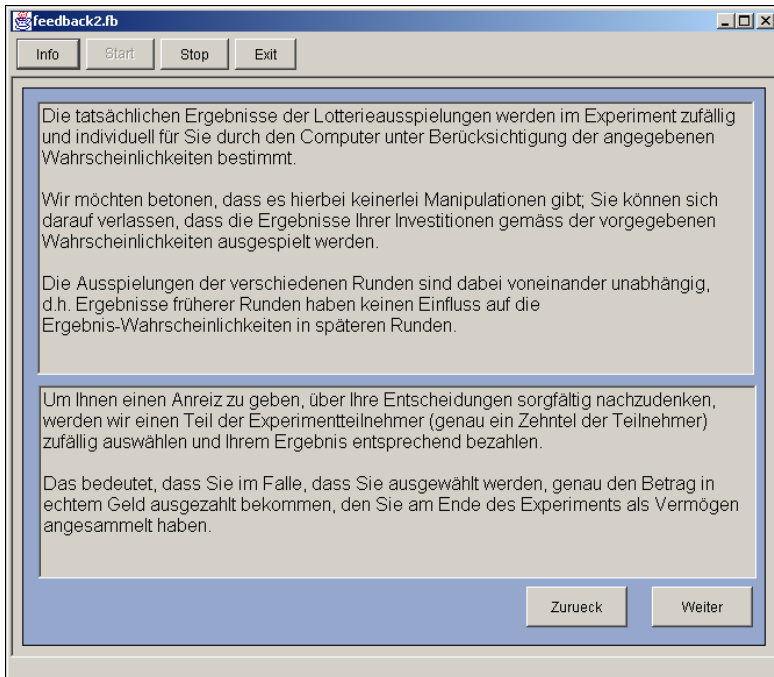 feedback2.fb
Info Start Stop Exit
Die tatsächlichen Ergebnisse der Lotterieausspielungen werden im Experiment zufällig
und individuell für Sie durch den Computer unter Berücksichtigung der angegebenen
Wahrscheinlichkeiten bestimmt.
Wir möchten betonen, dass es hierbei keinerlei Manipulationen gibt; Sie können sich
darauf verlassen, dass die Ergebnisse Ihrer Investitionen gemäss der vorgegebenen
Wahrscheinlichkeiten ausgespielt werden.
Die Ausspielungen der verschiedenen Runden sind dabei voneinander unabhängig,
d.h. Ergebnisse früherer Runden haben keinen Einfluss auf die
Ergebnis-Wahrscheinlichkeiten in späteren Runden.
Um Ihnen einen Anreiz zu geben, über Ihre Entscheidungen sorgfältig nachzudenken,
werden wir einen Teil der Experimentteilnehmer (genau ein Zehntel der Teilnehmer)
zufällig auswählen und Ihrem Ergebnis entsprechend bezahlen.
Das bedeutet, dass Sie im Falle, dass Sie ausgewählt werden, genau den Betrag in
echtem Geld ausgezahlt bekommen, den Sie am Ende des Experiments als Vermögen
angesammelt haben.
Zurueck Weiter